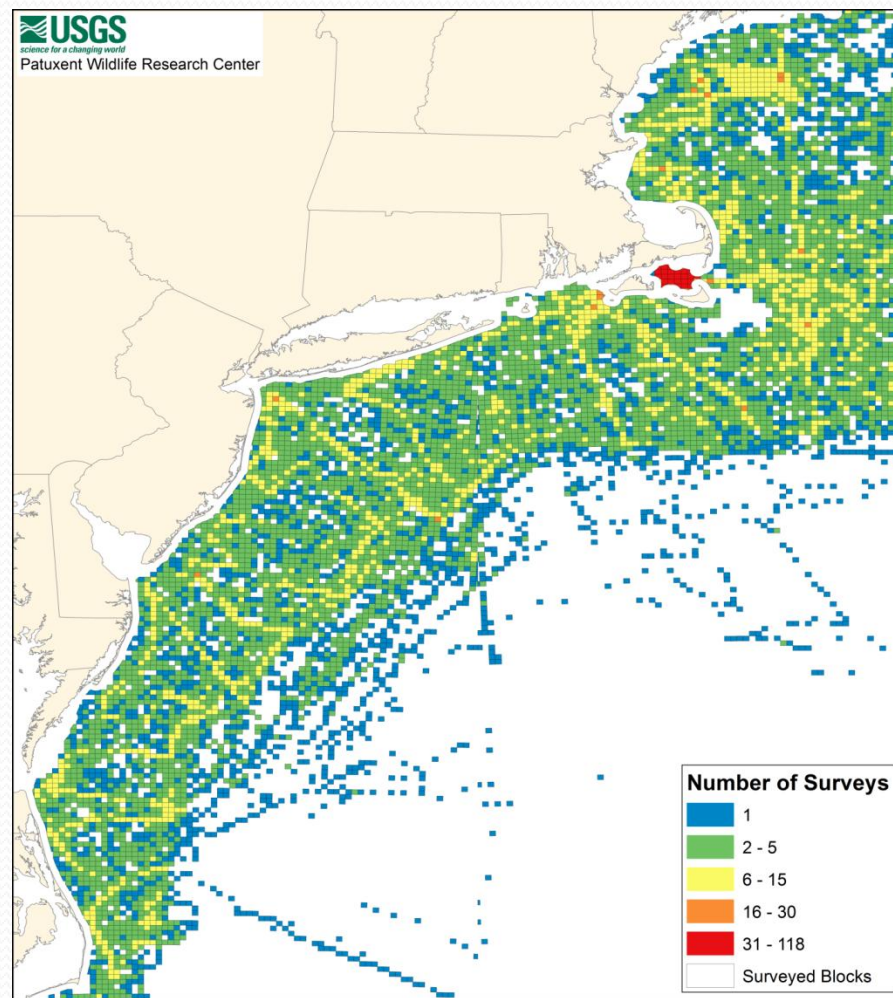 USGS
science for a changing world
Patuxent Wildlife Research Center
Number of Surveys
1
2 - 5
6 - 15
16 - 30
31 - 118
Surveyed Blocks